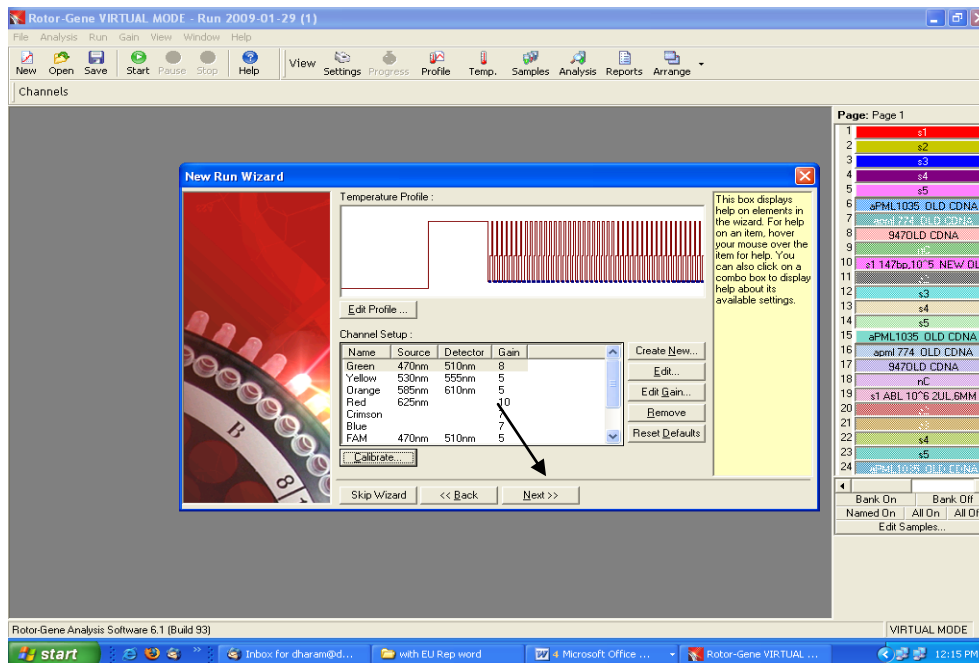 Rotor-Gene VIRTUAL MODE - Run 2009-01-29 (1)
File Analysis Run Gain View Window Help
New Open Save Start Pause Stop Help View Settings Progress Profile Temp. Samples Analysis Reports Arrange
Channels
Page: Page 1
1 s1
2 s2
3 s3
4 s4
5 s5
6 aPML1035 OLD CDNA
7 apml 774 OLD CDNA
8 947OLD CDNA
9 nC
10 s1 147bp,10^5 NEW OL
11
12 s3
13 s4
14 s5
15 aPML1035 OLD CDNA
16 apml 774 OLD CDNA
17 947OLD CDNA
18 nC
19 s1 ABL 10^6 2UL,6MM
20
21
22 s4
23 s5
24 aPML1035 OLD CDNA
Bank On Bank Off
Named On All On All Of
Edit Samples...
New Run Wizard
Temperature Profile :
Edit Profile ...
Channel Setup :
Name Source Detector Gain
Green 470nm 510nm 8
Yellow 530nm 555nm 5
Orange 585nm 610nm 5
Red 625nm 10
Crimson 7
Blue 7
FAM 470nm 510nm 5
Create New...
Edit...
Edit Gain...
Remove
Reset Defaults
Calibrate...
Skip Wizard << Back Next >>
This box displays
help on elements in
the wizard. For help
on an item, hover
your mouse over the
item for help. You
can also click on a
combo box to display
help about its
available settings.
B
8
Rotor-Gene Analysis Software 6.1 (Build 93)
VIRTUAL MODE
start
Inbox for dharam@d...
with EU Rep word
4 Microsoft Office ...
Rotor-Gene VIRTUAL ...
12:15 PM